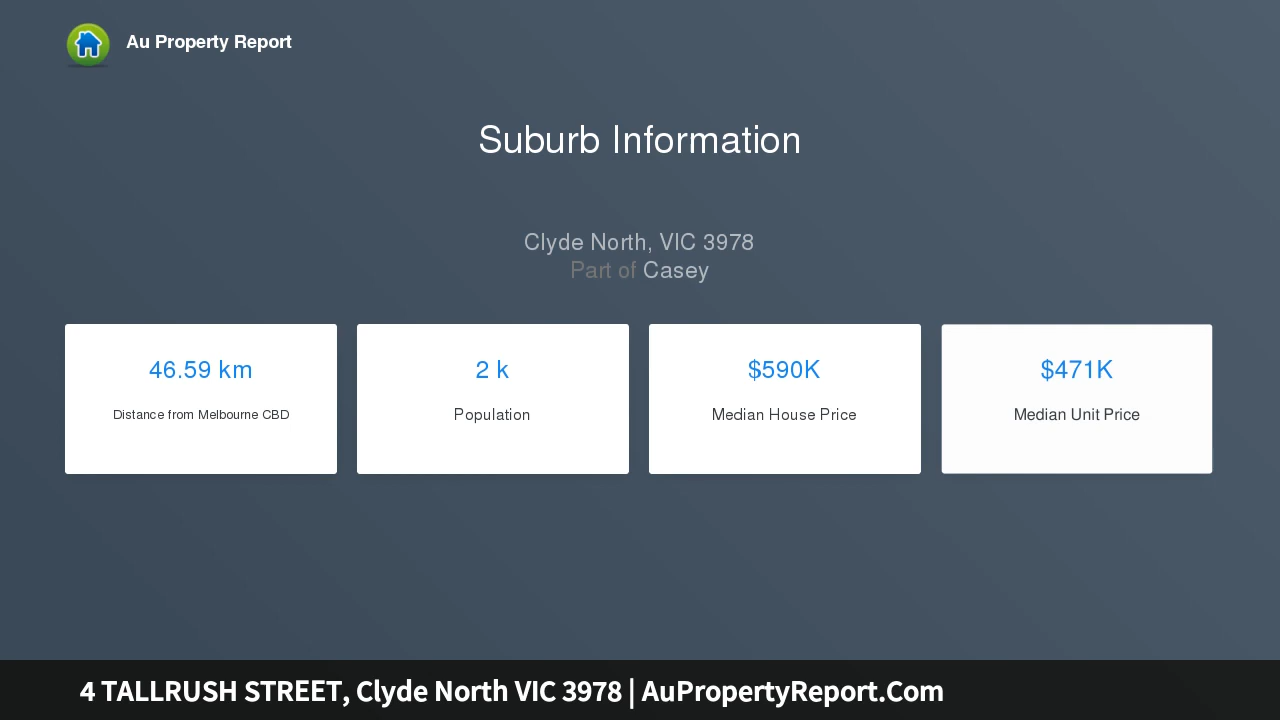 Au Property Report
Suburb Information
Clyde North, VIC 3978
Part of Casey
46.59 km
Distance from Melbourne CBD
2 k
Population
$590K
Median House Price
$471K
Median Unit Price
4 TALLRUSH STREET, Clyde North VIC 3978 | AuPropertyReport.Com